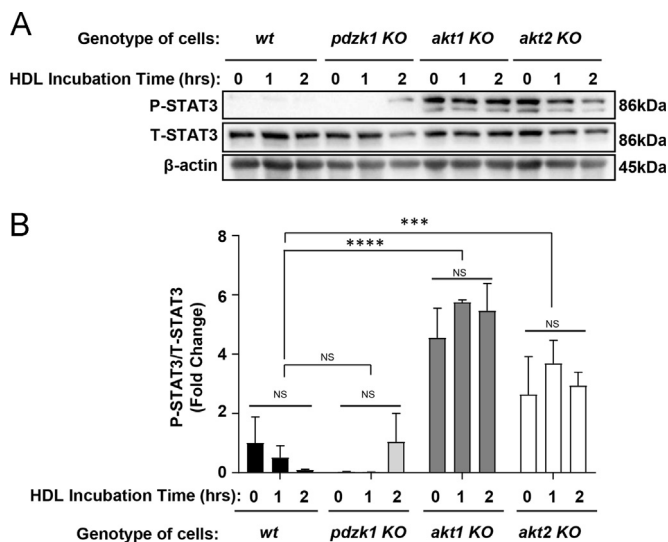 A
Genotype of cells: wt pdzk1 KO akt1 KO akt2 KO
HDL Incubation Time (hrs): 0 1 2 0 1 2 0 1 2 0 1 2
P-STAT3 86kDa
T-STAT3 86kDa
β-actin 45kDa
B
P-STAT3/T-STAT3
(Fold Change)
8
6
4
2
0
***
****
NS
NS
NS
NS
NS
HDL Incubation Time (hrs): 0 1 2 0 1 2 0 1 2 0 1 2
Genotype of cells: wt pdzk1 KO akt1 KO akt2 KO